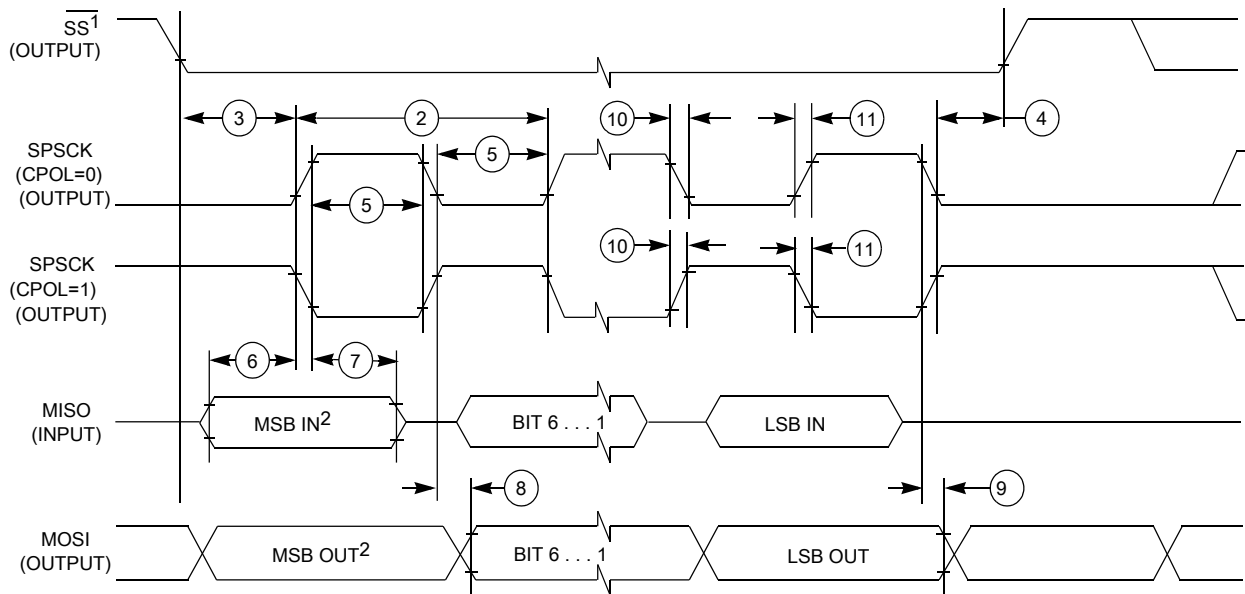 SS1
(OUTPUT)
3
2
10
11
4
SPSCK
(CPOL=0)
(OUTPUT)
5
5
SPSCK
(CPOL=1)
(OUTPUT)
10
11
6
7
MISO
(INPUT)
MSB IN2
BIT 6 . . . 1
LSB IN
8
9
MOSI
(OUTPUT)
MSB OUT2
BIT 6 . . . 1
LSB OUT